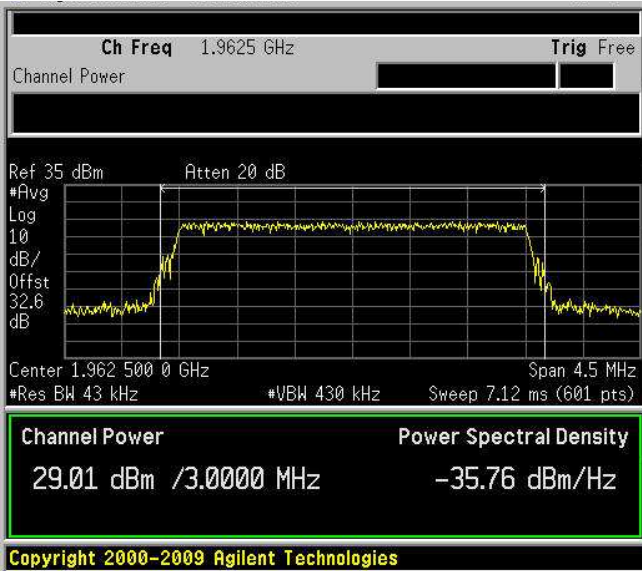 Ch Freq 1.9625 GHz Trig Free
Channel Power
Ref 35 dBm Atten 20 dB
#Avg
Log
10
dB/
Offst
32.6
dB
Center 1.962 500 0 GHz Span 4.5 MHz
#Res BW 43 kHz #VBW 430 kHz Sweep 7.12 ms (601 pts)
Channel Power Power Spectral Density
29.01 dBm /3.0000 MHz -35.76 dBm/Hz
Copyright 2000-2009 Agilent Technologies